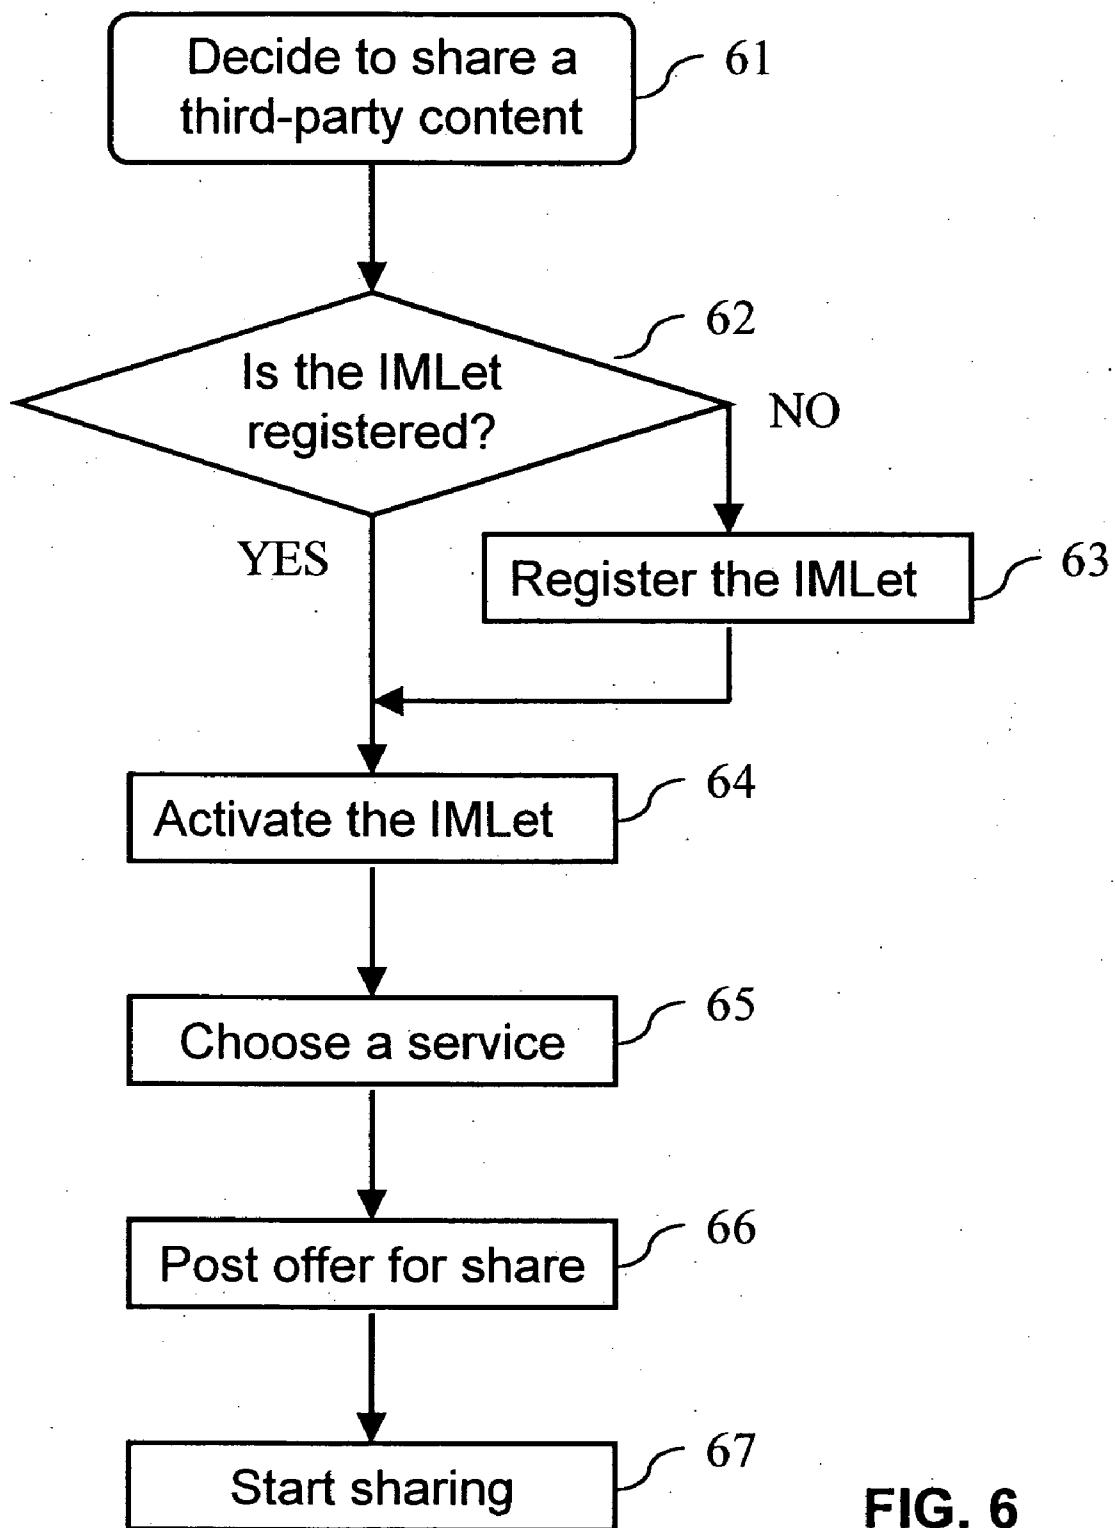 Decide to share a
third-party content
61
Is the IMLet
registered?
62
NO
YES
Register the IMLet
63
Activate the IMLet
64
Choose a service
65
Post offer for share
66
Start sharing
67
FIG. 6